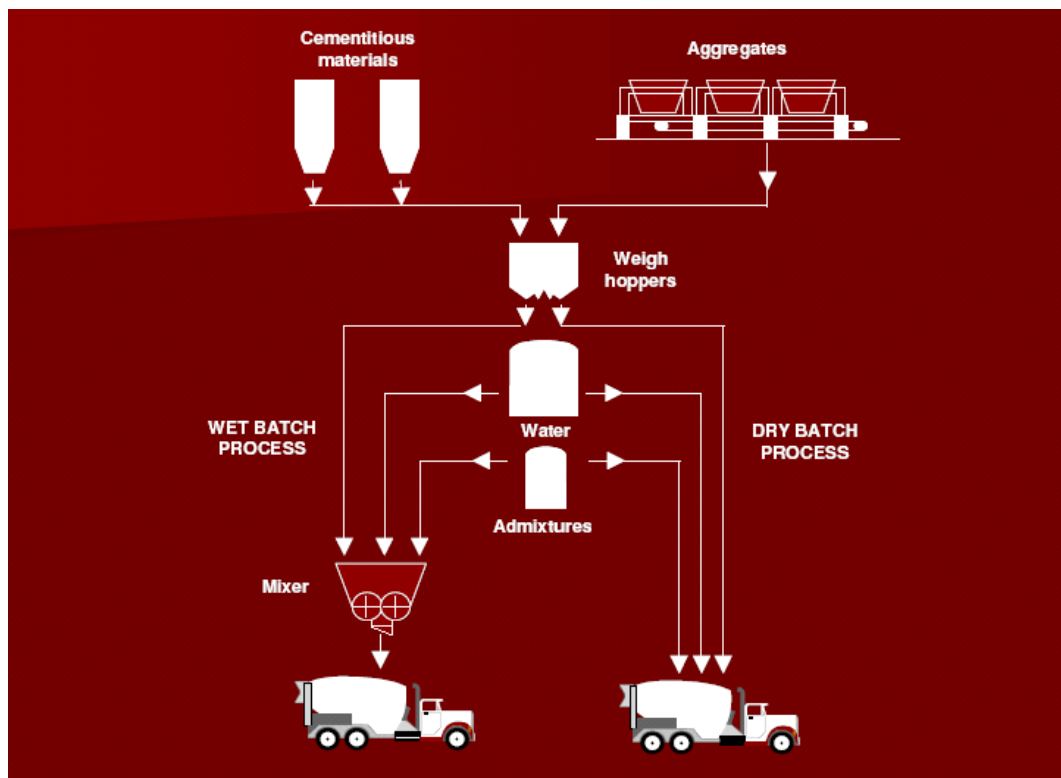 Cementitious
materials
Aggregates
Weigh
hoppers
WET BATCH
PROCESS
Water
DRY BATCH
PROCESS
Admixtures
Mixer